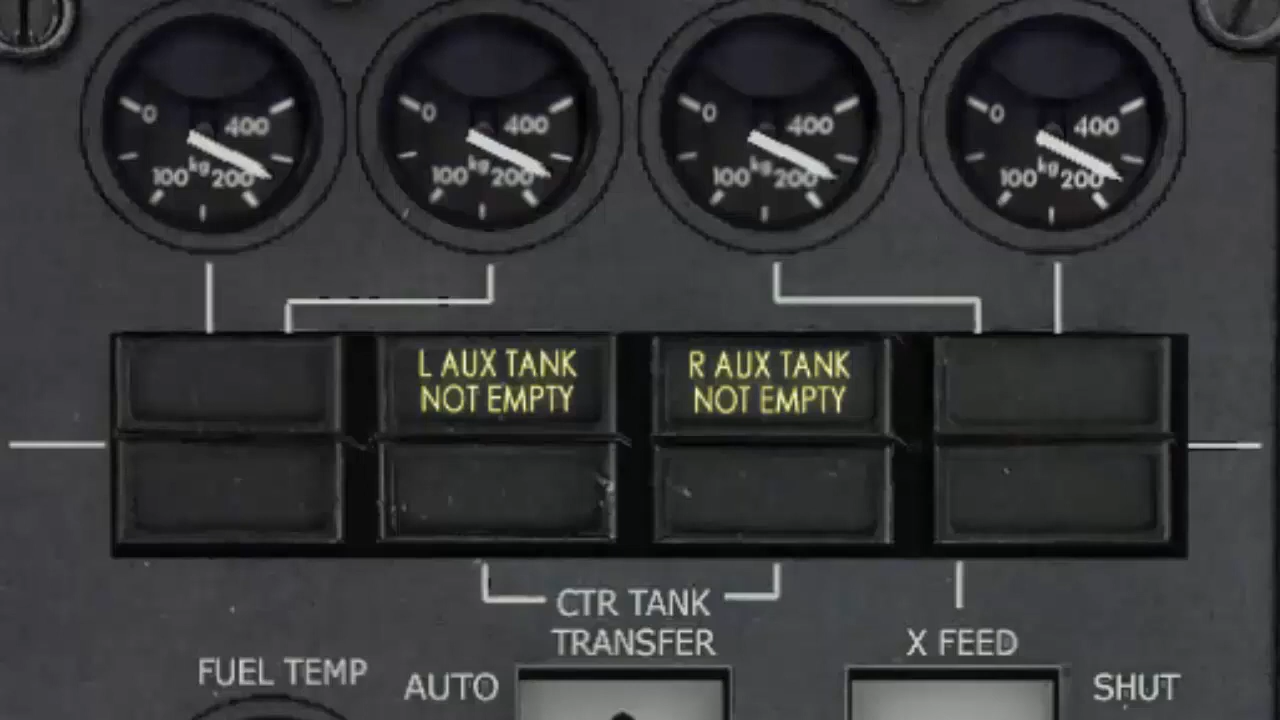 0 400 100 kg 200
0 400 100 kg 200
0 400 100 kg 200
0 400 100 kg 200
L AUX TANK
NOT EMPTY
R AUX TANK
NOT EMPTY
CTR TANK
TRANSFER
X FEED
FUEL TEMP
AUTO
SHUT